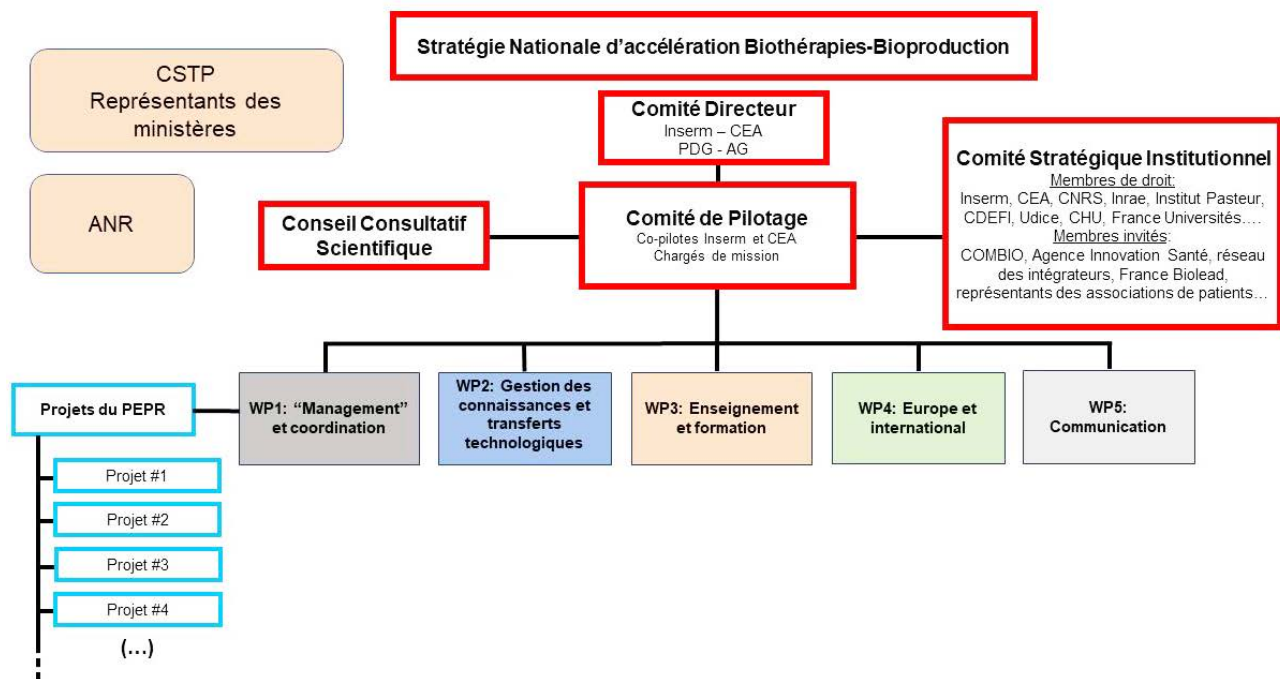 Stratégie Nationale d'accélération Biothérapies-Bioproduction
CSTP
Représentants des
ministères
ANR
Comité Directeur
Inserm – CEA
PDG - AG
Conseil Consultatif
Scientifique
Comité de Pilotage
Co-pilotes Inserm et CEA
Chargés de mission
Comité Stratégique Institutionnel
Membres de droit:
Inserm, CEA, CNRS, Inrae, Institut Pasteur,
CDEFI, Udice, CHU, France Universités….
Membres invités:
COMBIO, Agence Innovation Santé, réseau
des intégrateurs, France Biolead,
représentants des associations de patients…
Projets du PEPR
WP1: “Management”
et coordination
WP2: Gestion des
connaissances et
transferts
technologiques
WP3: Enseignement
et formation
WP4: Europe et
international
WP5:
Communication
Projet #1
Projet #2
Projet #3
Projet #4
(…)